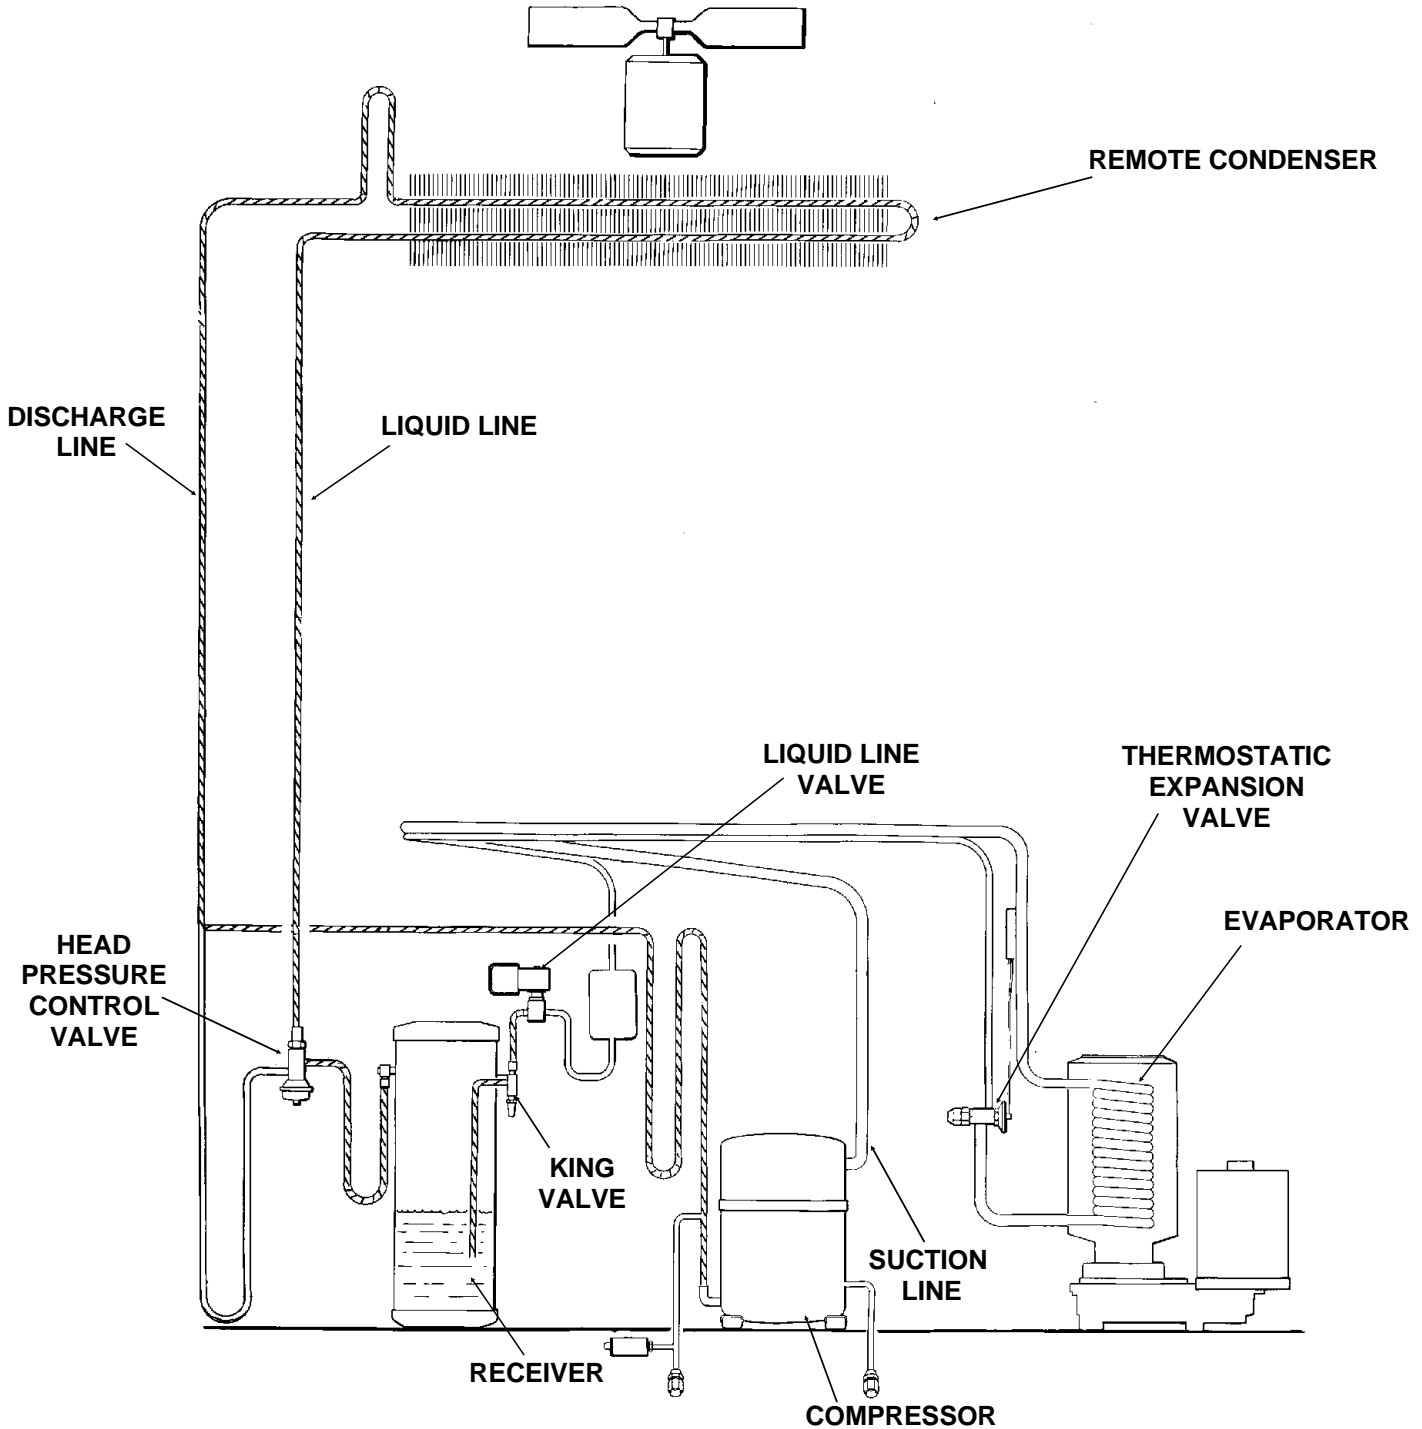 REMOTE CONDENSER
DISCHARGE
LINE
LIQUID LINE
LIQUID LINE
VALVE
THERMOSTATIC
EXPANSION
VALVE
EVAPORATOR
HEAD
PRESSURE
CONTROL
VALVE
KING
VALVE
SUCTION
LINE
RECEIVER
COMPRESSOR